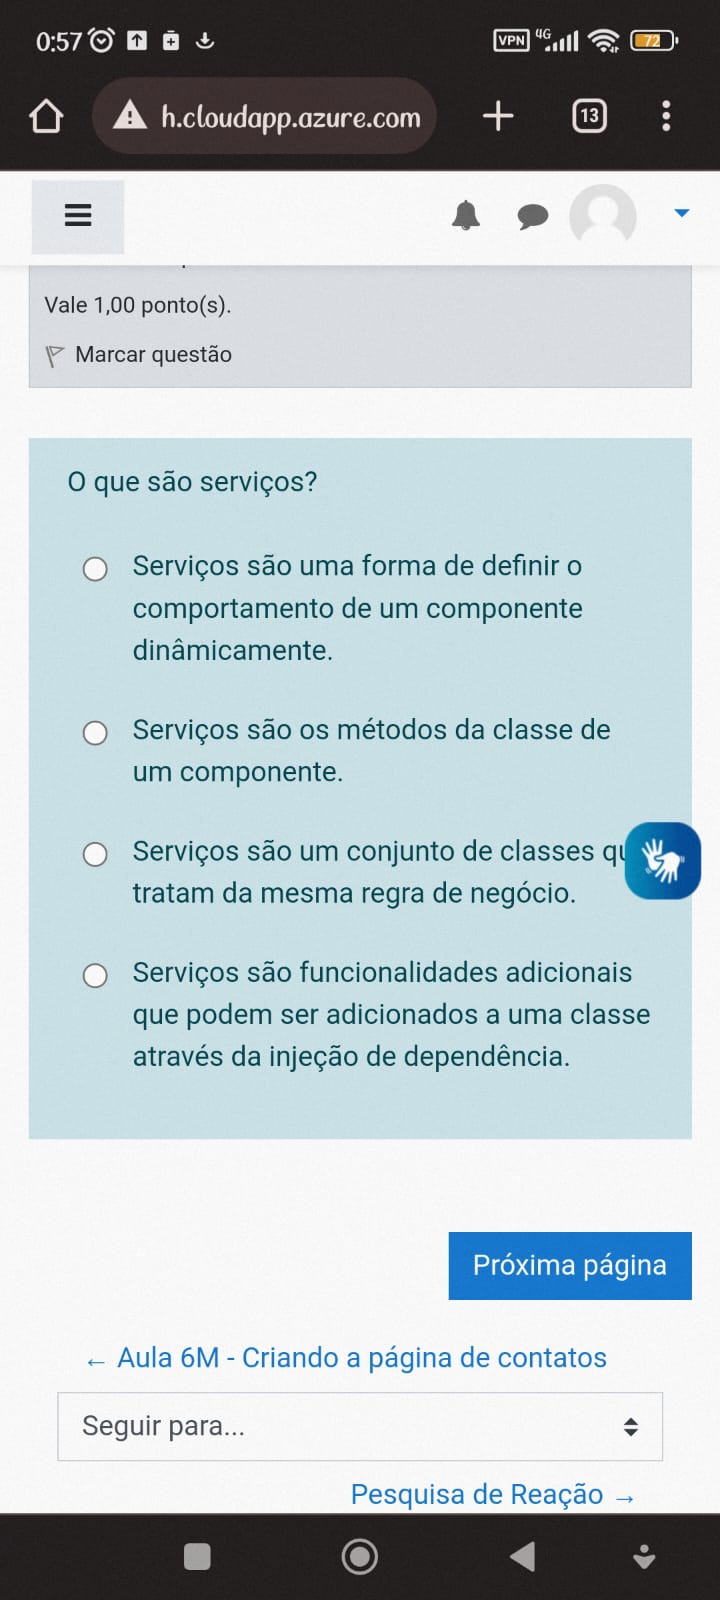 0:57
VPN 4G 72
h.cloudapp.azure.com
13
Vale 1,00 ponto(s).
Marcar questão
O que são serviços?
Serviços são uma forma de definir o
comportamento de um componente
dinâmicamente.
Serviços são os métodos da classe de
um componente.
Serviços são um conjunto de classes
tratam da mesma regra de negócio.
Serviços são funcionalidades adicionais
que podem ser adicionados a uma classe
através da injeção de dependência.
Próxima página
← Aula 6M - Criando a página de contatos
Seguir para...
Pesquisa de Reação →